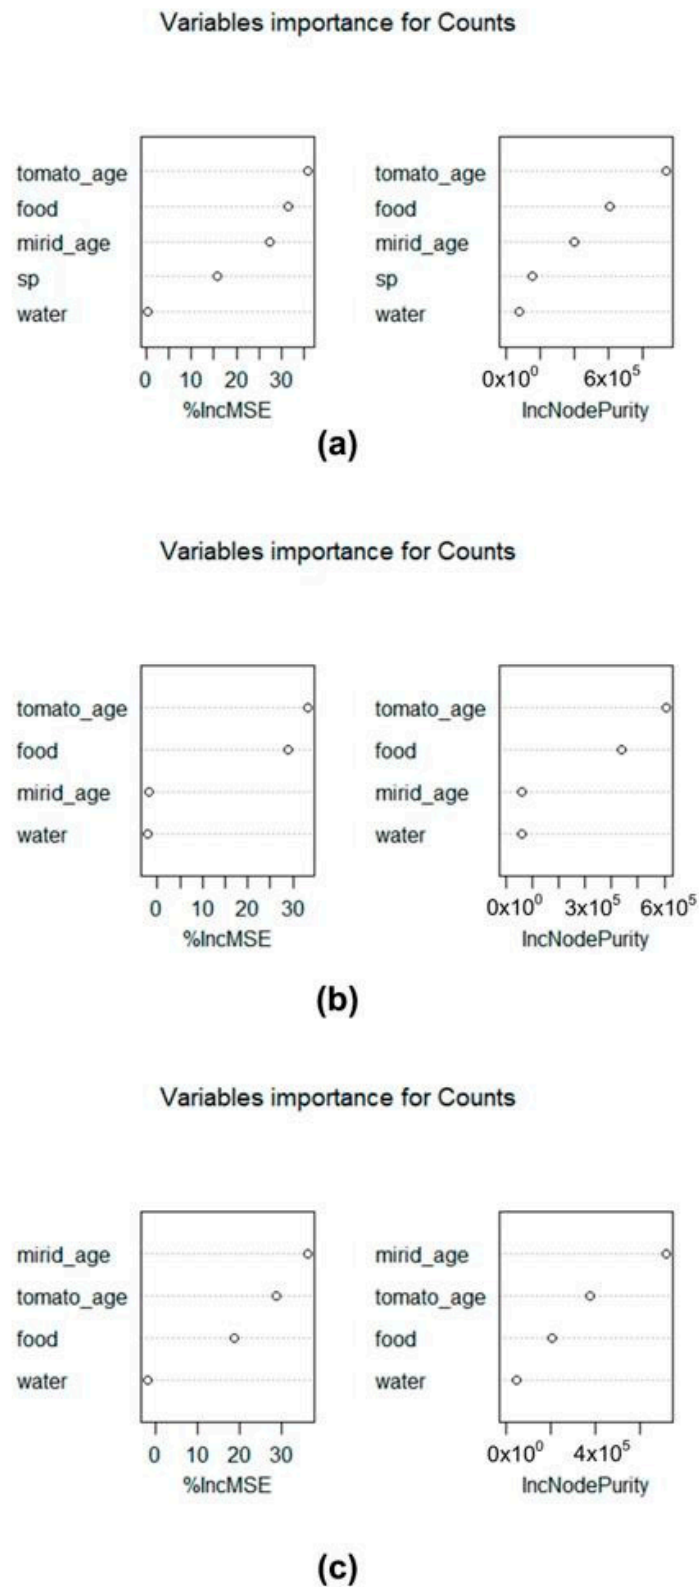 Variables importance for Counts
tomato_age
food
mirid_age
sp
water
0 10 20 30
%IncMSE
tomato_age
food
mirid_age
sp
water
0x10⁰ 6x10⁵
IncNodePurity
(a)
Variables importance for Counts
tomato_age
food
mirid_age
water
0 10 20 30
%IncMSE
tomato_age
food
mirid_age
water
0x10⁰ 3x10⁵ 6x10⁵
IncNodePurity
(b)
Variables importance for Counts
mirid_age
tomato_age
food
water
0 10 20 30
%IncMSE
mirid_age
tomato_age
food
water
0x10⁰ 4x10⁵
IncNodePurity
(c)